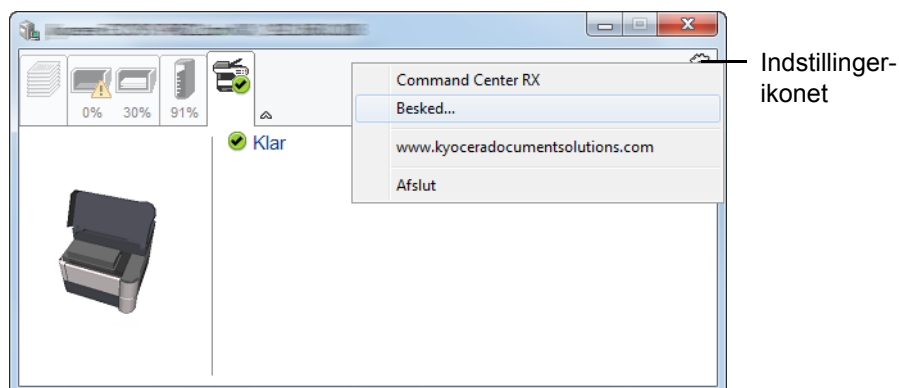 Command Center RX
Besked...
www.kyoceradocumentsolutions.com
Afslut
0% 30% 91%
Klar
Indstillinger-
ikonet